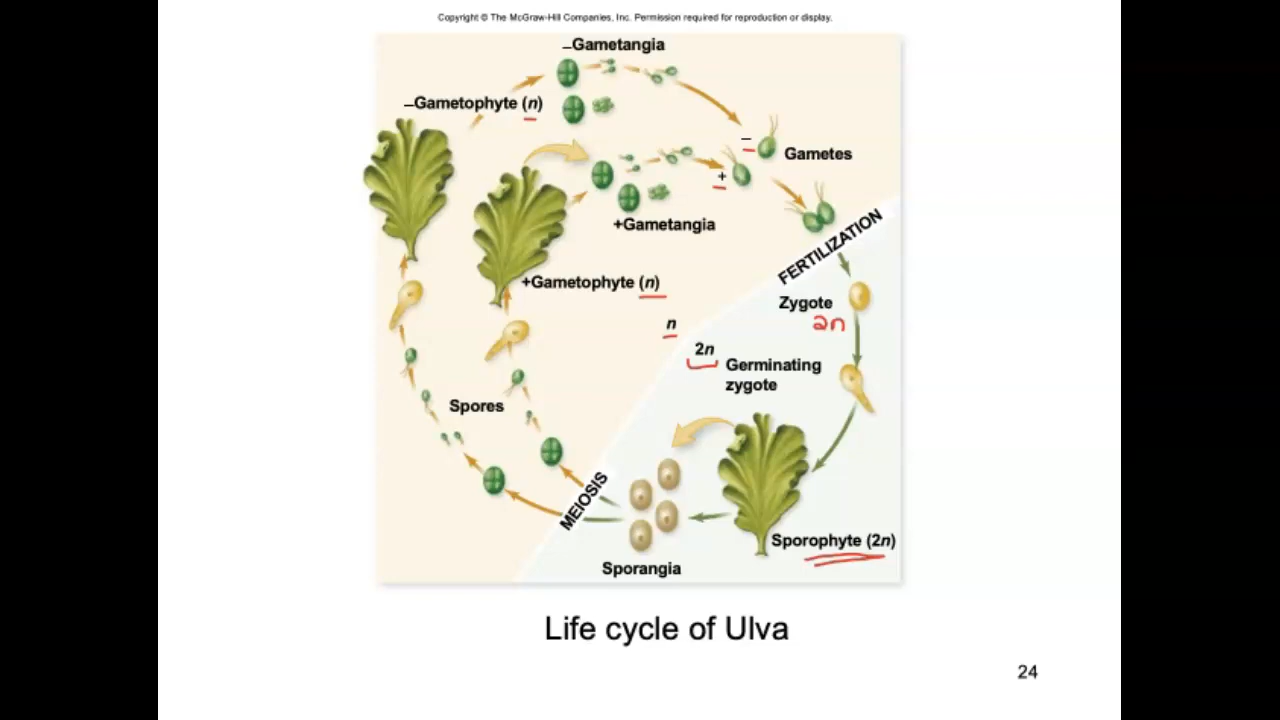 Copyright © The McGraw-Hill Companies, Inc. Permission required for reproduction or display.
–Gametangia
–Gametophyte (n)
–
Gametes
+
+Gametangia
FERTILIZATION
+Gametophyte (n)
Zygote
2n
n
2n
Germinating
zygote
Spores
MEIOSIS
Sporophyte (2n)
Sporangia
Life cycle of Ulva
24